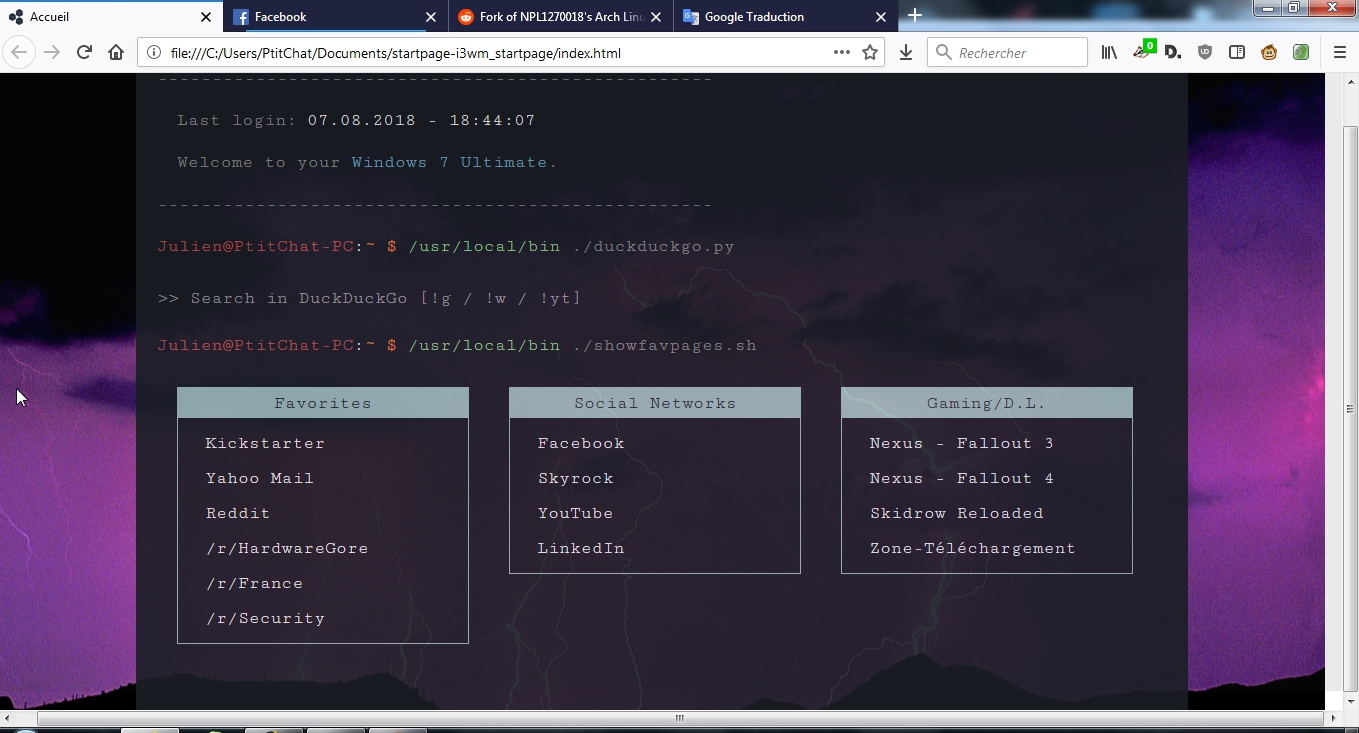 Accueil
Facebook
Fork of NPL1270018's Arch Linu
Google Traduction
file:///C:/Users/PtitChat/Documents/startpage-i3wm_startpage/index.html
Rechercher
0
D.
---------------------------------------------------
Last login: 07.08.2018 - 18:44:07
Welcome to your Windows 7 Ultimate.
---------------------------------------------------
Julien@PtitChat-PC:~ $ /usr/local/bin ./duckduckgo.py
>> Search in DuckDuckGo [!g / !w / !yt]
Julien@PtitChat-PC:~ $ /usr/local/bin ./showfavpages.sh
Favorites
Kickstarter
Yahoo Mail
Reddit
/r/HardwareGore
/r/France
/r/Security
Social Networks
Facebook
Skyrock
YouTube
LinkedIn
Gaming/D.L.
Nexus - Fallout 3
Nexus - Fallout 4
Skidrow Reloaded
Zone-Téléchargement